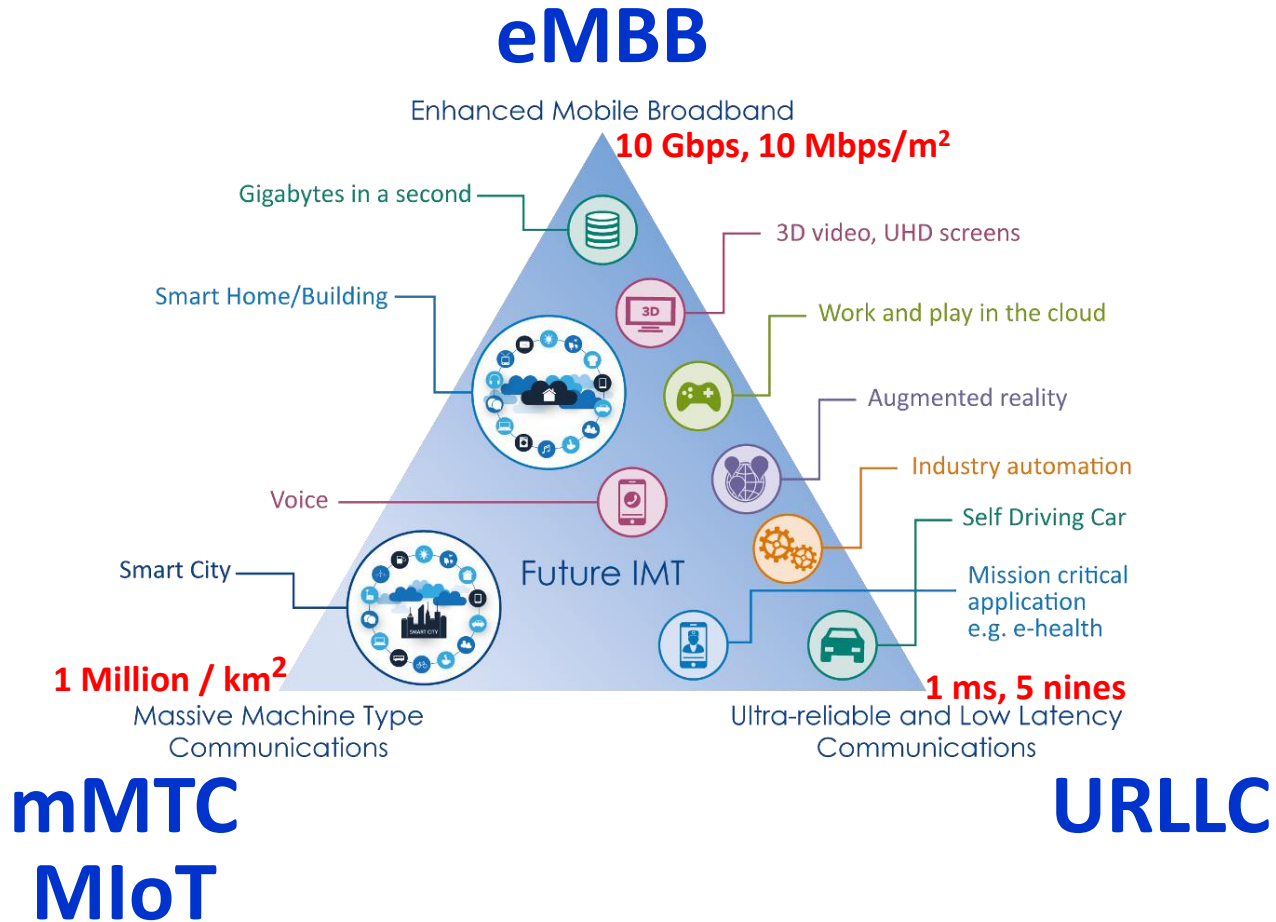 eMBB
Enhanced Mobile Broadband
10 Gbps, 10 Mbps/m²
Gigabytes in a second
3D video, UHD screens
Smart Home/Building
3D
Work and play in the cloud
Augmented reality
Industry automation
Voice
Self Driving Car
Smart City
Future IMT
Mission critical
application
e.g. e-health
SMART CITY
1 Million / km²
1 ms, 5 nines
Massive Machine Type
Communications
Ultra-reliable and Low Latency
Communications
mMTC
MIoT
URLLC